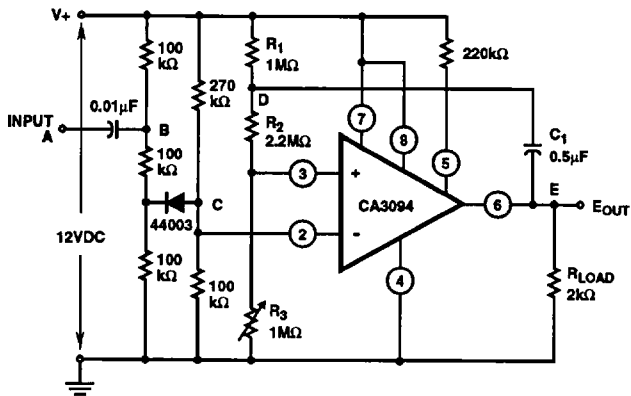 V+
100
kΩ
270
kΩ
R1
1MΩ
220kΩ
D
INPUT
A
0.01μF
B
R2
2.2MΩ
7
8
C1
0.5μF
100
kΩ
5
3
+
CA3094
6
E
EOUT
44003
C
2
-
12VDC
100
kΩ
100
kΩ
R3
1MΩ
4
RLOAD
2kΩ